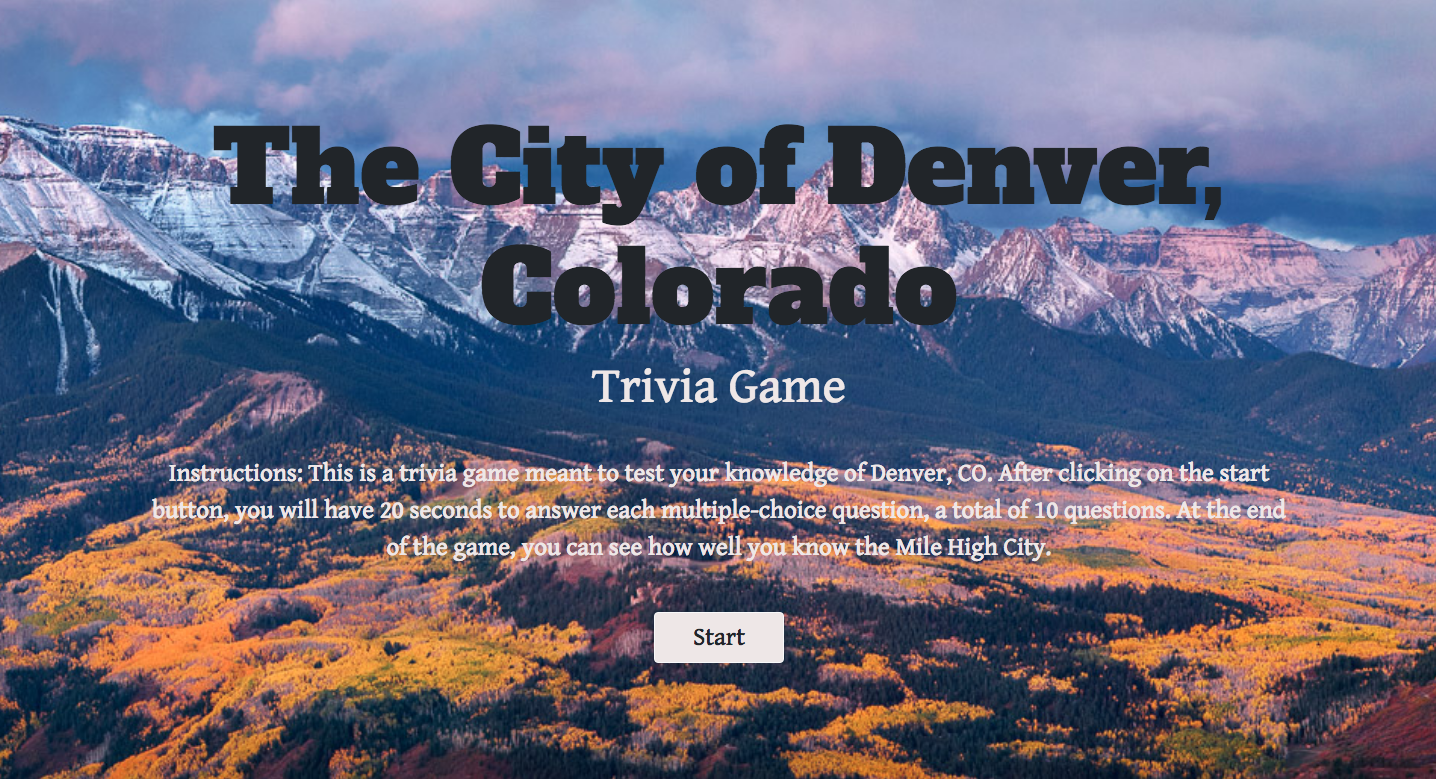 The City of Denver,
Colorado
Trivia Game
Instructions: This is a trivia game meant to test your knowledge of Denver, CO. After clicking on the start
button, you will have 20 seconds to answer each multiple-choice question, a total of 10 questions. At the end
of the game, you can see how well you know the Mile High City.
Start